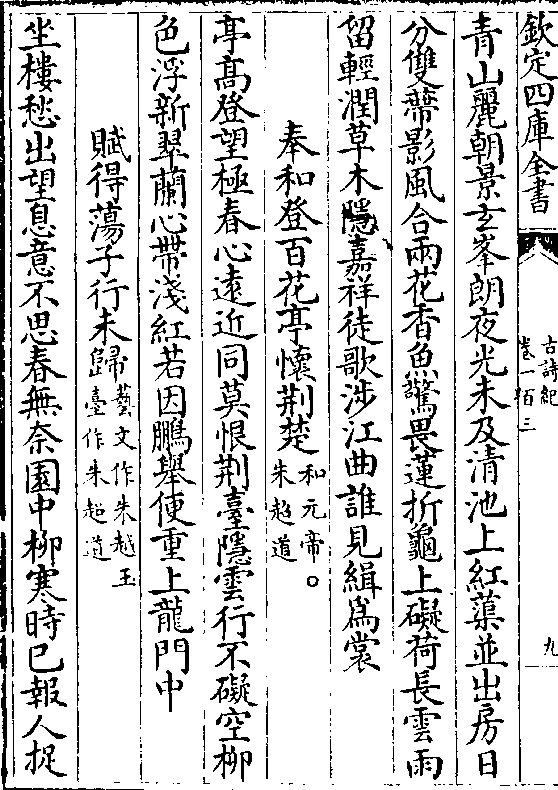 欽定四庫全書
古詩紀
卷一百三
九
青山麗朝景玄峯朗夜光未及清池上紅蕖並出房日
分雙蔕影風合兩花香魚驚畏蓮折龜上礙荷長雲雨
留輕潤草木隱嘉祥徒歌涉江曲誰見緝為裳
奉和登百花亭懷荆楚和元帝。朱超道
亭高登望極春心遠近同莫恨荆臺隱雲行不礙空柳
色浮新翠蘭心帶淺紅若因鵬舉便重上龍門中
賦得蕩子行未歸藝文作朱越玉臺作朱超道
坐樓愁出望息意不思春無奈園中柳寒時已報人捉